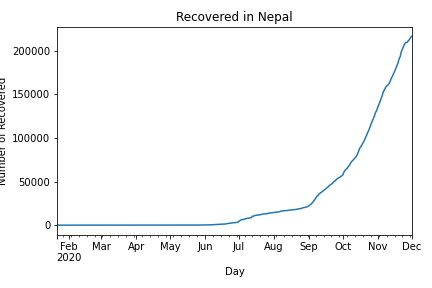 Recovered in Nepal
Number of Recovered
200000
150000
100000
50000
0
Feb Mar Apr May Jun Jul Aug Sep Oct Nov Dec
2020
Day